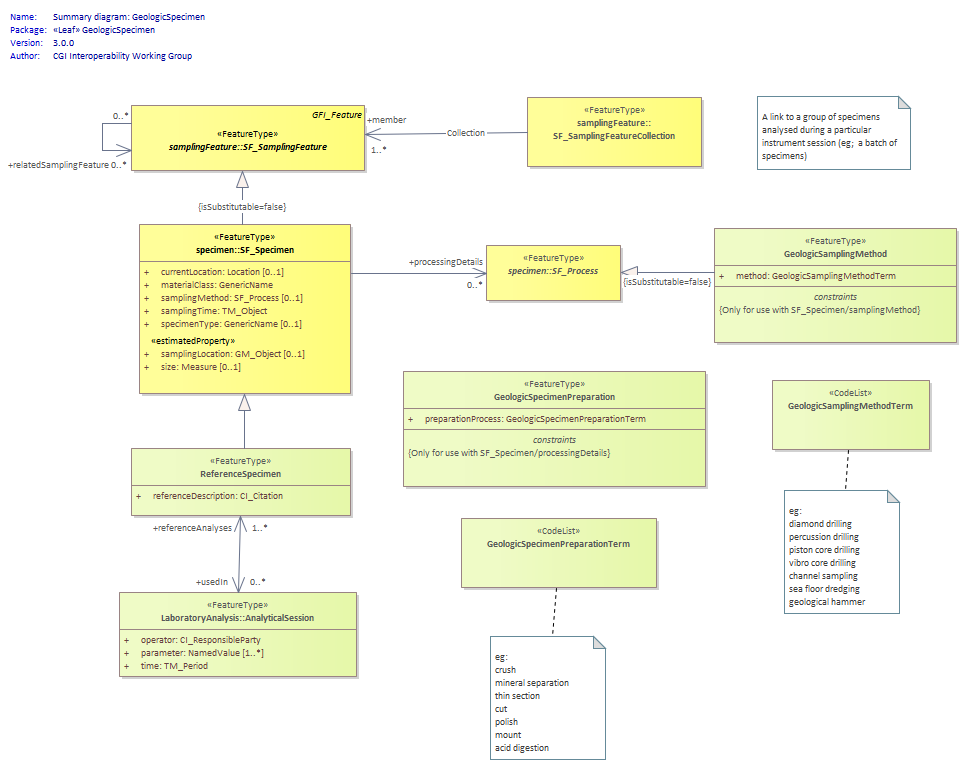 Name: Summary diagram: GeologicSpecimen
Package: «Leaf» GeologicSpecimen
Version: 3.0.0
Author: CGI Interoperability Working Group
GFI_Feature
«FeatureType»
samplingFeature::SF_SamplingFeature
0..*
+relatedSamplingFeature 0..*
+member
1..*
Collection
«FeatureType»
samplingFeature::
SF_SamplingFeatureCollection
A link to a group of specimens
analysed during a particular
instrument session (eg; a batch of
specimens)
{isSubstitutable=false}
«FeatureType»
specimen::SF_Specimen
+ currentLocation: Location [0..1]
+ materialClass: GenericName
+ samplingMethod: SF_Process [0..1]
+ samplingTime: TM_Object
+ specimenType: GenericName [0..1]
«estimatedProperty»
+ samplingLocation: GM_Object [0..1]
+ size: Measure [0..1]
+processingDetails
0..*
«FeatureType»
specimen::SF_Process
{isSubstitutable=false}
«FeatureType»
GeologicSamplingMethod
+ method: GeologicSamplingMethodTerm
constraints
{Only for use with SF_Specimen/samplingMethod}
«FeatureType»
GeologicSpecimenPreparation
+ preparationProcess: GeologicSpecimenPreparationTerm
constraints
{Only for use with SF_Specimen/processingDetails}
«CodeList»
GeologicSamplingMethodTerm
«FeatureType»
ReferenceSpecimen
+ referenceDescription: CI_Citation
+referenceAnalyses 1..*
+usedIn 0..*
«FeatureType»
LaboratoryAnalysis::AnalyticalSession
+ operator: CI_ResponsibleParty
+ parameter: NamedValue [1..*]
+ time: TM_Period
«CodeList»
GeologicSpecimenPreparationTerm
eg:
diamond drilling
percussion drilling
piston core drilling
vibro core drilling
channel sampling
sea floor dredging
geological hammer
eg:
crush
mineral separation
thin section
cut
polish
mount
acid digestion